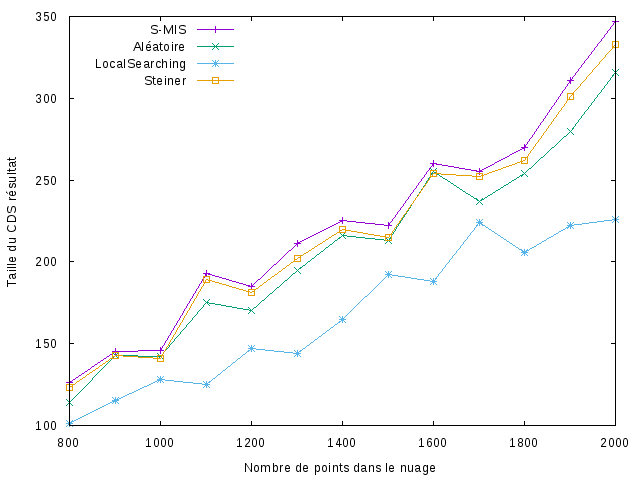 350
300
250
200
150
100
Taille du CDS résultat
S-MIS
Aléatoire
LocalSearching
Steiner
800
1000
1200
1400
1600
1800
2000
Nombre de points dans le nuage